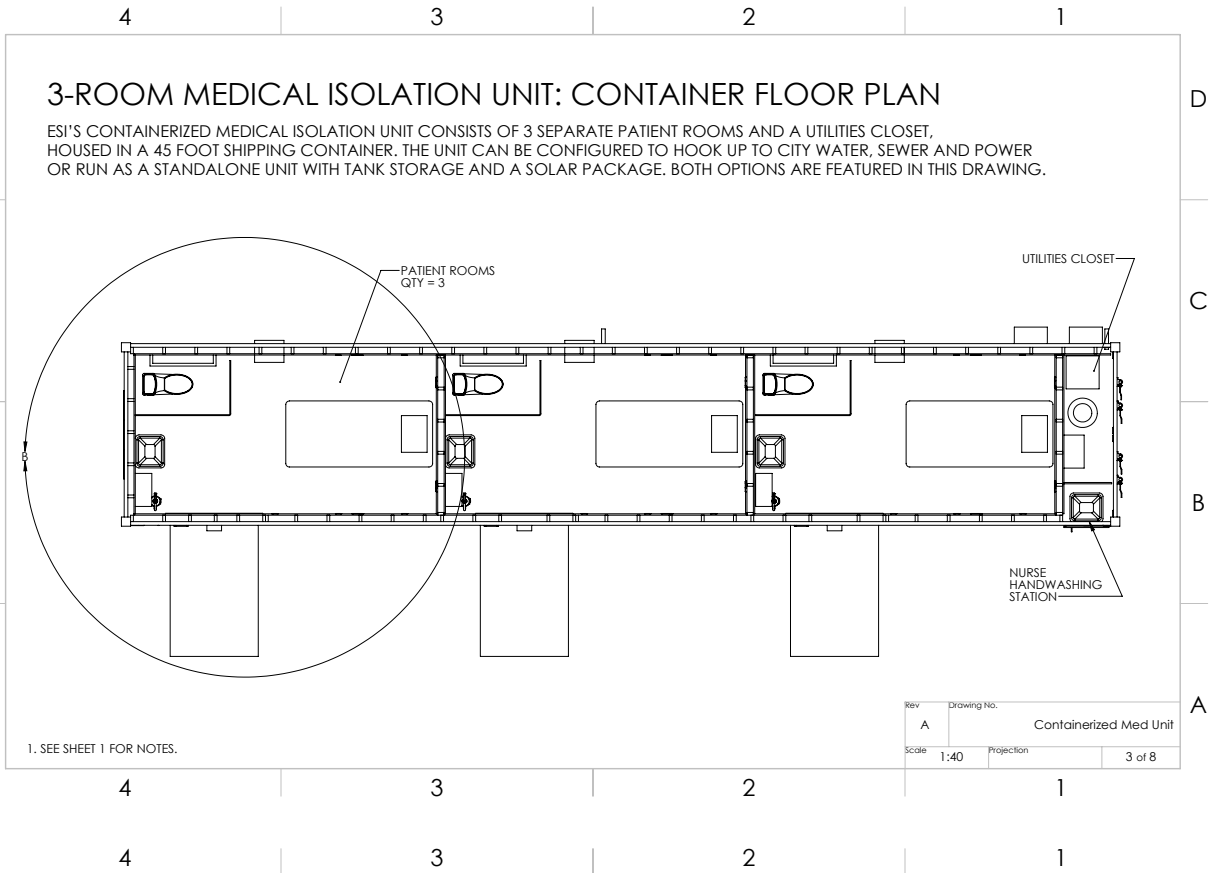 4 3 2 1
D
3-ROOM MEDICAL ISOLATION UNIT: CONTAINER FLOOR PLAN
ESI'S CONTAINERIZED MEDICAL ISOLATION UNIT CONSISTS OF 3 SEPARATE PATIENT ROOMS AND A UTILITIES CLOSET,
HOUSED IN A 45 FOOT SHIPPING CONTAINER. THE UNIT CAN BE CONFIGURED TO HOOK UP TO CITY WATER, SEWER AND POWER
OR RUN AS A STANDALONE UNIT WITH TANK STORAGE AND A SOLAR PACKAGE. BOTH OPTIONS ARE FEATURED IN THIS DRAWING.
UTILITIES CLOSET
PATIENT ROOMS
QTY = 3
C
B
B
NURSE
HANDWASHING
STATION
A
Rev Drawing No.
A Containerized Med Unit
Scale 1:40 Projection 3 of 8
1. SEE SHEET 1 FOR NOTES.
4 3 2 1
4 3 2 1